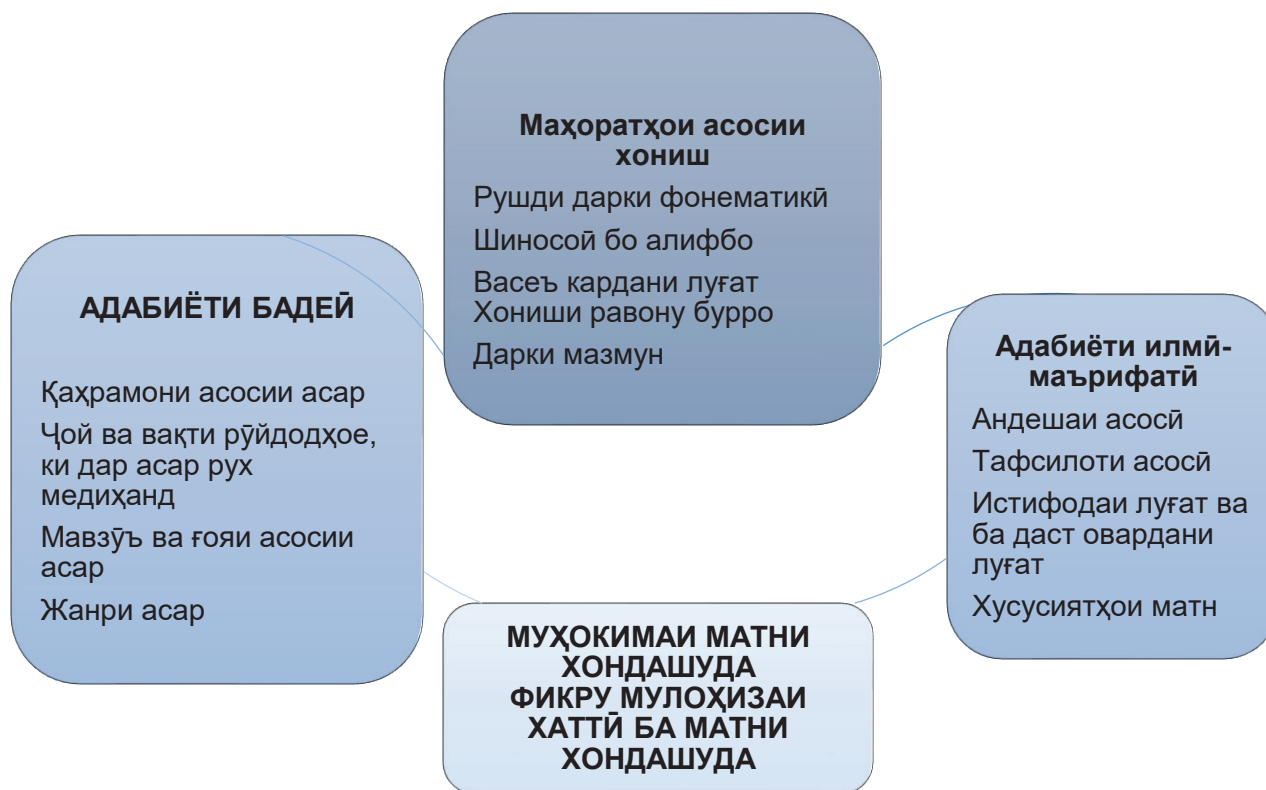 Маҳоратҳои асосии
хониш
Рушди дарки фонематикӣ
Шиносоӣ бо алифбо
Васеъ кардани луғат
Хониши равону бурро
Дарки мазмун
АДАБИЁТИ БАДЕӢ
Қаҳрамони асосии асар
Ҷой ва вақти рӯйдодҳое,
ки дар асар рух
медиҳанд
Мавзӯъ ва ғояи асосии
асар
Жанри асар
Адабиёти илмӣ-
маърифатӣ
Андешаи асосӣ
Тафсилоти асосӣ
Истифодаи луғат ва
ба даст овардани
луғат
Хусусиятҳои матн
МУҲОКИМАИ МАТНИ
ХОНДАШУДА
ФИКРУ МУЛОҲИЗАИ
ХАТТӢ БА МАТНИ
ХОНДАШУДА